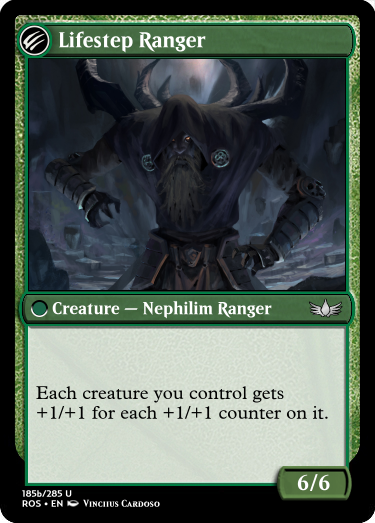 Lifestep Ranger
Creature — Nephilim Ranger
Each creature you control gets
+1/+1 for each +1/+1 counter on it.
6/6
185b/285 U
ROS • EN Vincius Cardoso